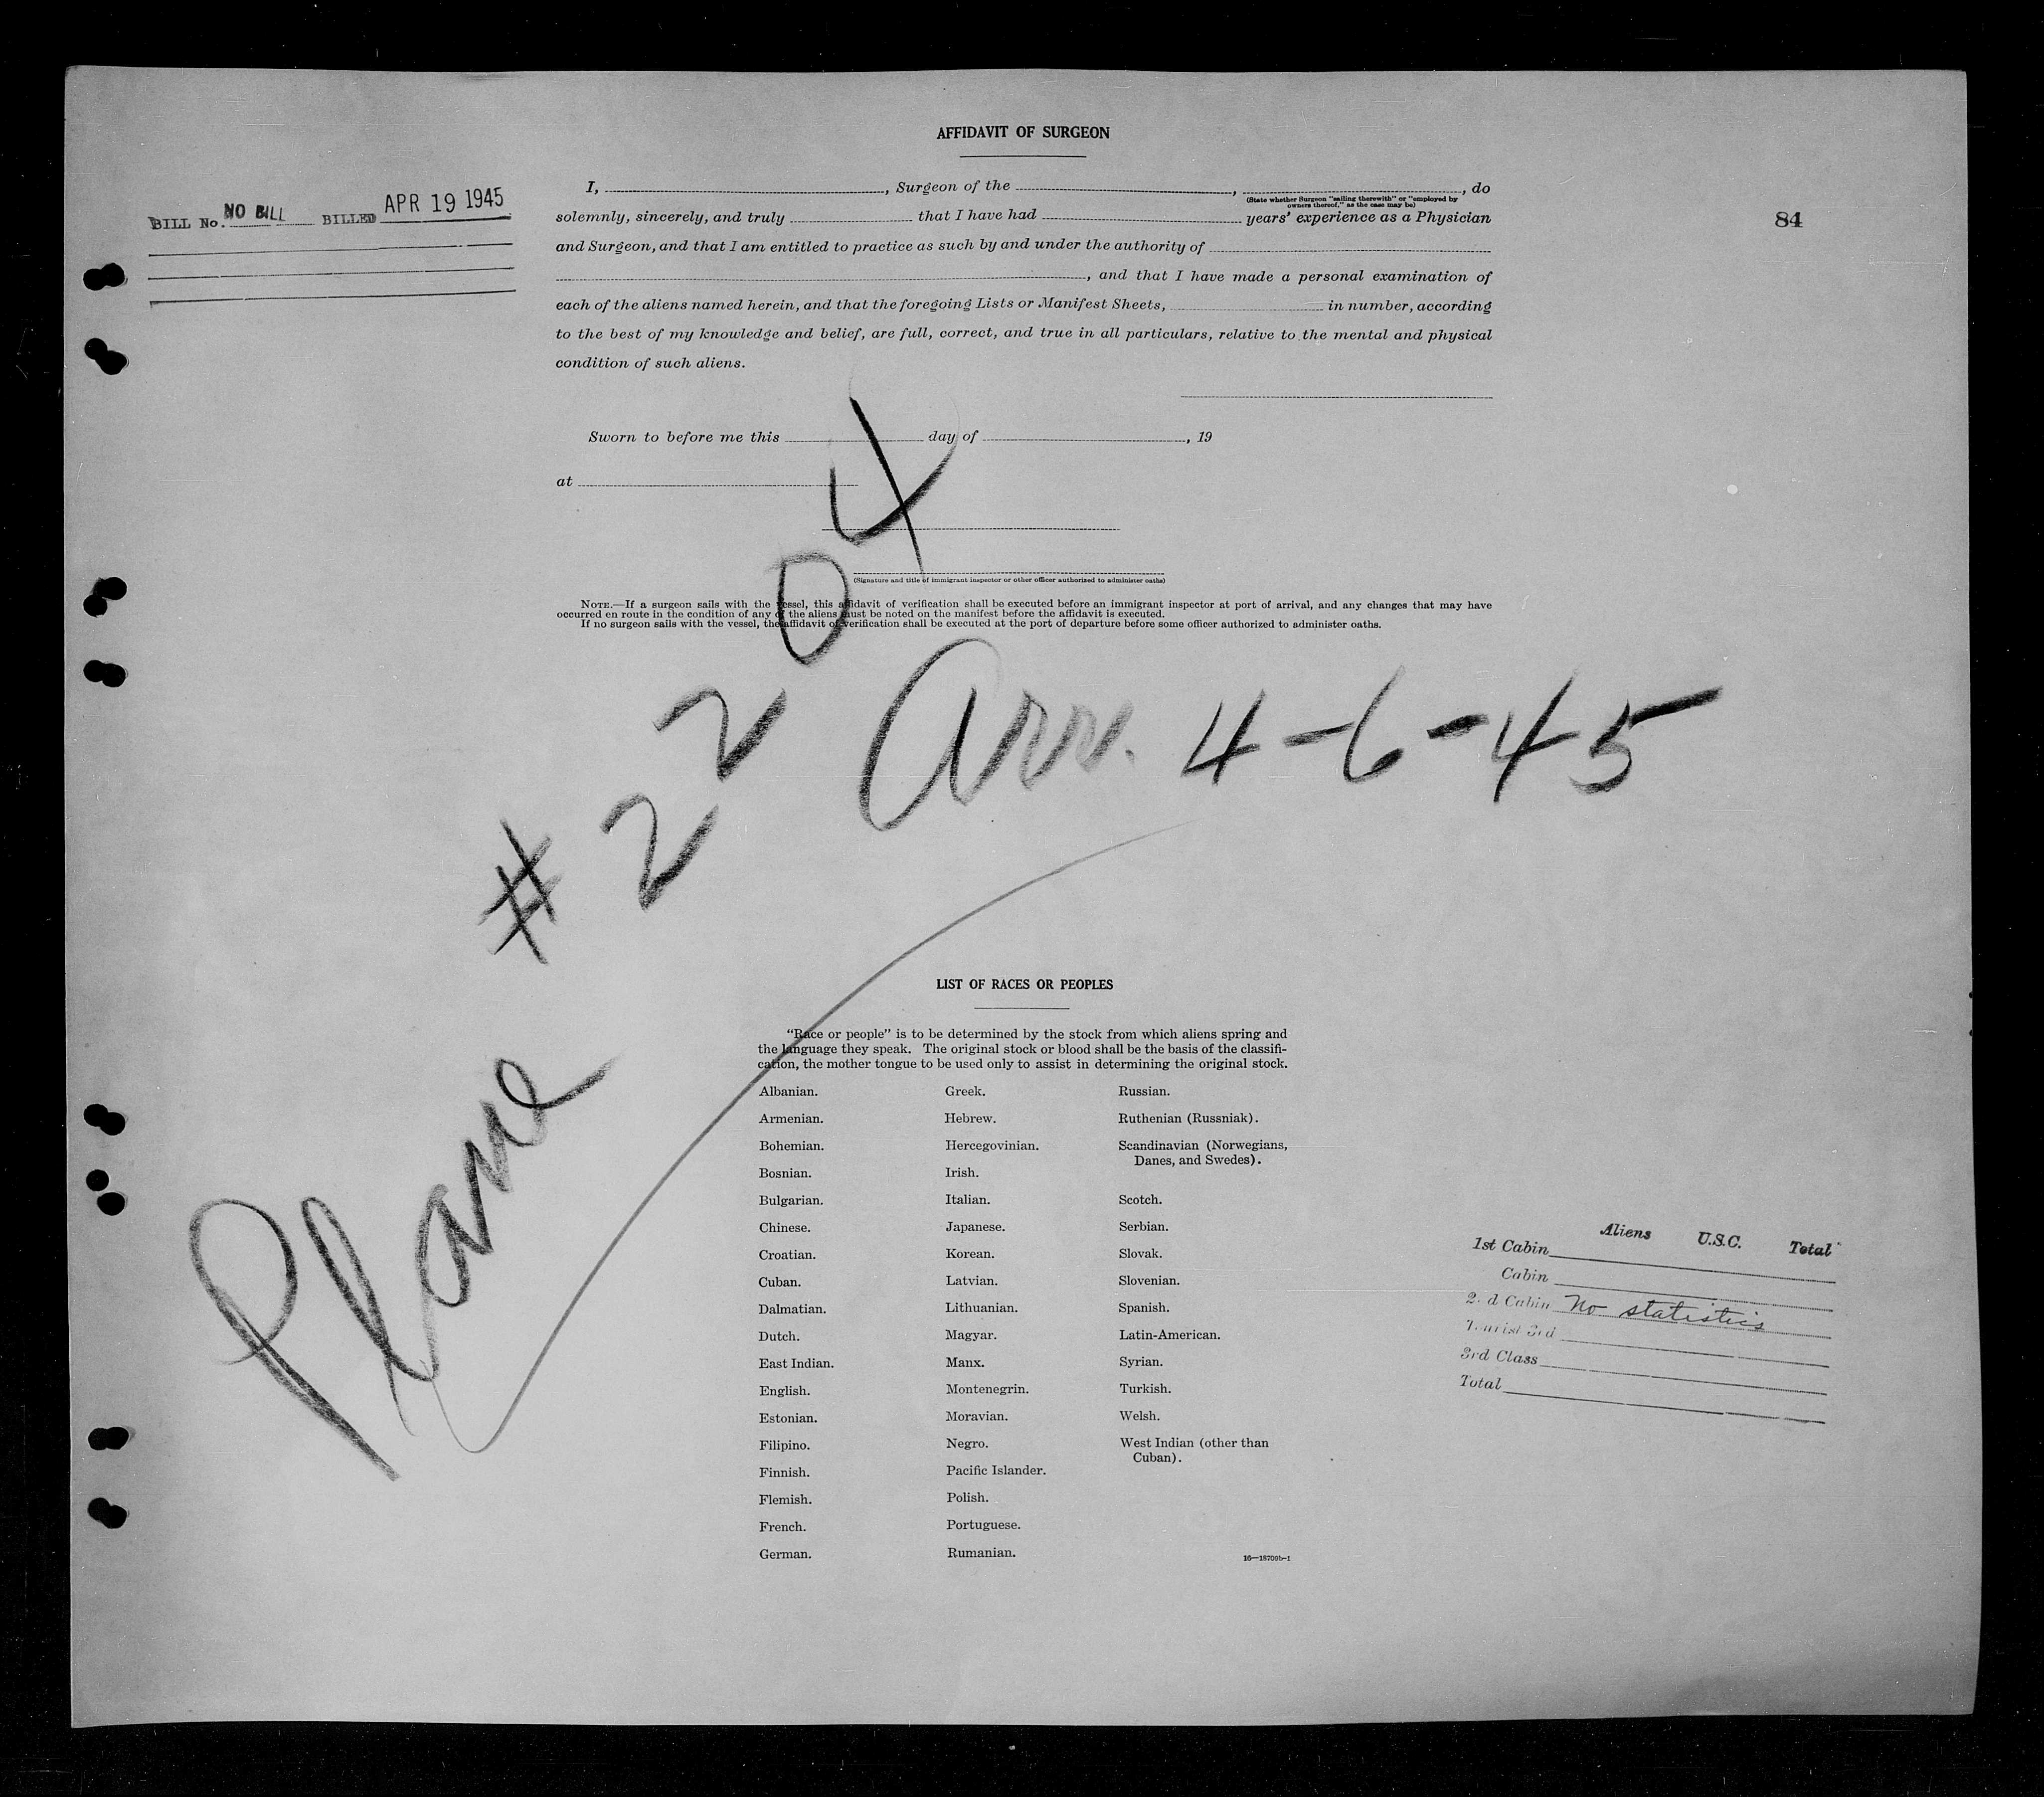 AFFIDAVIT OF SURGEON
I, , Surgeon of the , , do
(State whether Surgeon "sailing therewith" or "employed by
owners thereof," as the case may be)
BILL No. NO BILL BILLED APR 19 1945
solemnly, sincerely, and truly that I have had years' experience as a Physician
84
and Surgeon, and that I am entitled to practice as such by and under the authority of
, and that I have made a personal examination of
each of the aliens named herein, and that the foregoing Lists or Manifest Sheets, in number, according
to the best of my knowledge and belief, are full, correct, and true in all particulars, relative to the mental and physical
condition of such aliens.
Sworn to before me this day of , 19
at
(Signature and title of immigrant inspector or other officer authorized to administer oaths)
NOTE.—If a surgeon sails with the vessel, this affidavit of verification shall be executed before an immigrant inspector at port of arrival, and any changes that may have
occurred en route in the condition of any of the aliens must be noted on the manifest before the affidavit is executed.
If no surgeon sails with the vessel, the affidavit of verification shall be executed at the port of departure before some officer authorized to administer oaths.
Plane # 2204
Arr. 4-6-45
LIST OF RACES OR PEOPLES
"Race or people" is to be determined by the stock from which aliens spring and
the language they speak. The original stock or blood shall be the basis of the classifi-
cation, the mother tongue to be used only to assist in determining the original stock.
Albanian.
Armenian.
Bohemian.
Bosnian.
Bulgarian.
Chinese.
Croatian.
Cuban.
Dalmatian.
Dutch.
East Indian.
English.
Estonian.
Filipino.
Finnish.
Flemish.
French.
German.
Greek.
Hebrew.
Hercegovinian.
Irish.
Italian.
Japanese.
Korean.
Latvian.
Lithuanian.
Magyar.
Manx.
Montenegrin.
Moravian.
Negro.
Pacific Islander.
Polish.
Portuguese.
Rumanian.
Russian.
Ruthenian (Russniak).
Scandinavian (Norwegians,
Danes, and Swedes).
Scotch.
Serbian.
Slovak.
Slovenian.
Spanish.
Latin-American.
Syrian.
Turkish.
Welsh.
West Indian (other than
Cuban).
16—18709b-1
Aliens U.S.C. Total
1st Cabin
Cabin
2. d Cabin No statistics
Tourist 3rd
3rd Class
Total